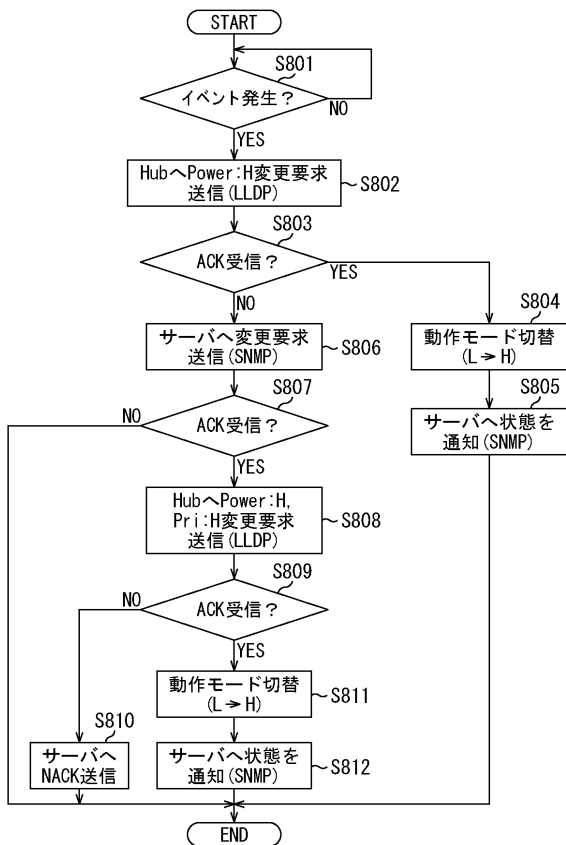 START
S801
イベント発生?
NO
YES
HubへPower:H変更要求
送信(LLDP)
S802
S803
ACK受信?
YES
NO
S804
動作モード切替
(L→H)
サーバへ変更要求
送信(SNMP)
S806
S805
サーバへ状態を
通知(SNMP)
S807
NO
ACK受信?
YES
HubへPower:H,
Pri:H変更要求
送信(LLDP)
S808
S809
NO
ACK受信?
YES
動作モード切替
(L→H)
S811
S810
サーバへ
NACK送信
サーバへ状態を
通知(SNMP)
S812
END